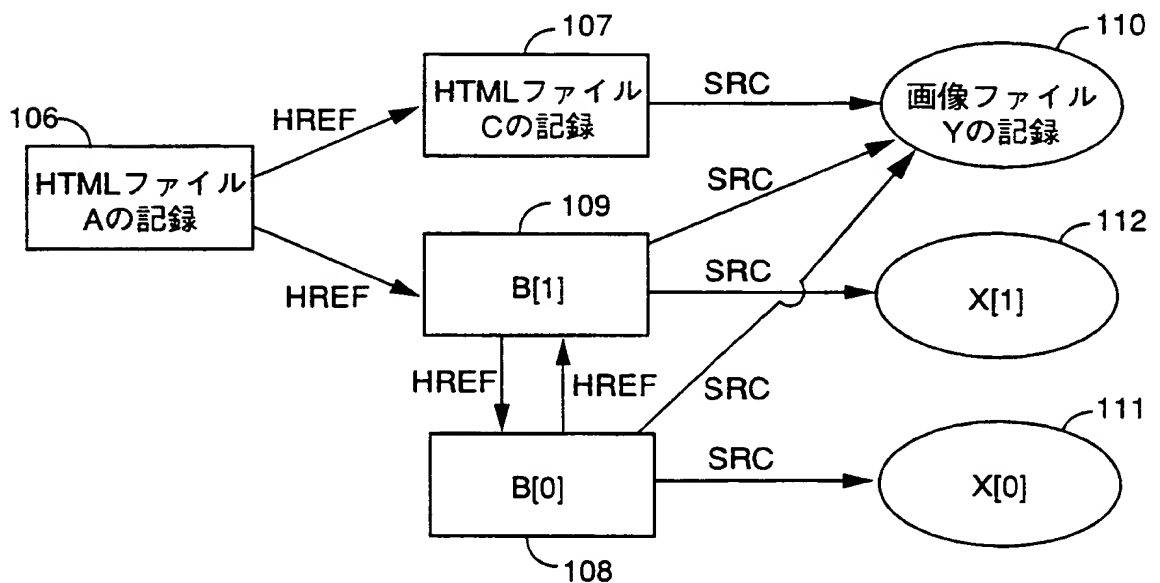 107
110
106
HTMLファイル
Cの記録
SRC
画像ファイル
Yの記録
HREF
HTMLファイル
Aの記録
SRC
109
112
HREF
B[1]
SRC
X[1]
HREF
HREF
SRC
111
B[0]
SRC
X[0]
108